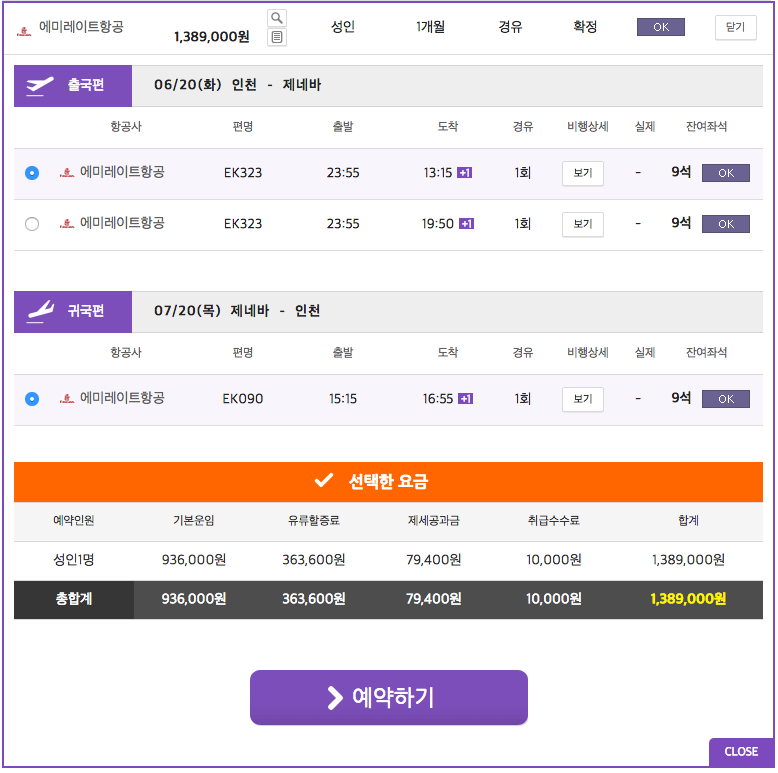 에미레이트항공 1,389,000원 성인 1개월 경유 확정 OK 닫기
출국편 06/20(화) 인천 - 제네바
항공사 편명 출발 도착 경유 비행상세 실제 잔여좌석
에미레이트항공 EK323 23:55 13:15 +1 1회 보기 - 9석 OK
에미레이트항공 EK323 23:55 19:50 +1 1회 보기 - 9석 OK
귀국편 07/20(목) 제네바 - 인천
항공사 편명 출발 도착 경유 비행상세 실제 잔여좌석
에미레이트항공 EK090 15:15 16:55 +1 1회 보기 - 9석 OK
선택한 요금
예약인원 기본운임 유류할증료 제세공과금 취급수수료 합계
성인1명 936,000원 363,600원 79,400원 10,000원 1,389,000원
총합계 936,000원 363,600원 79,400원 10,000원 1,389,000원
예약하기
CLOSE